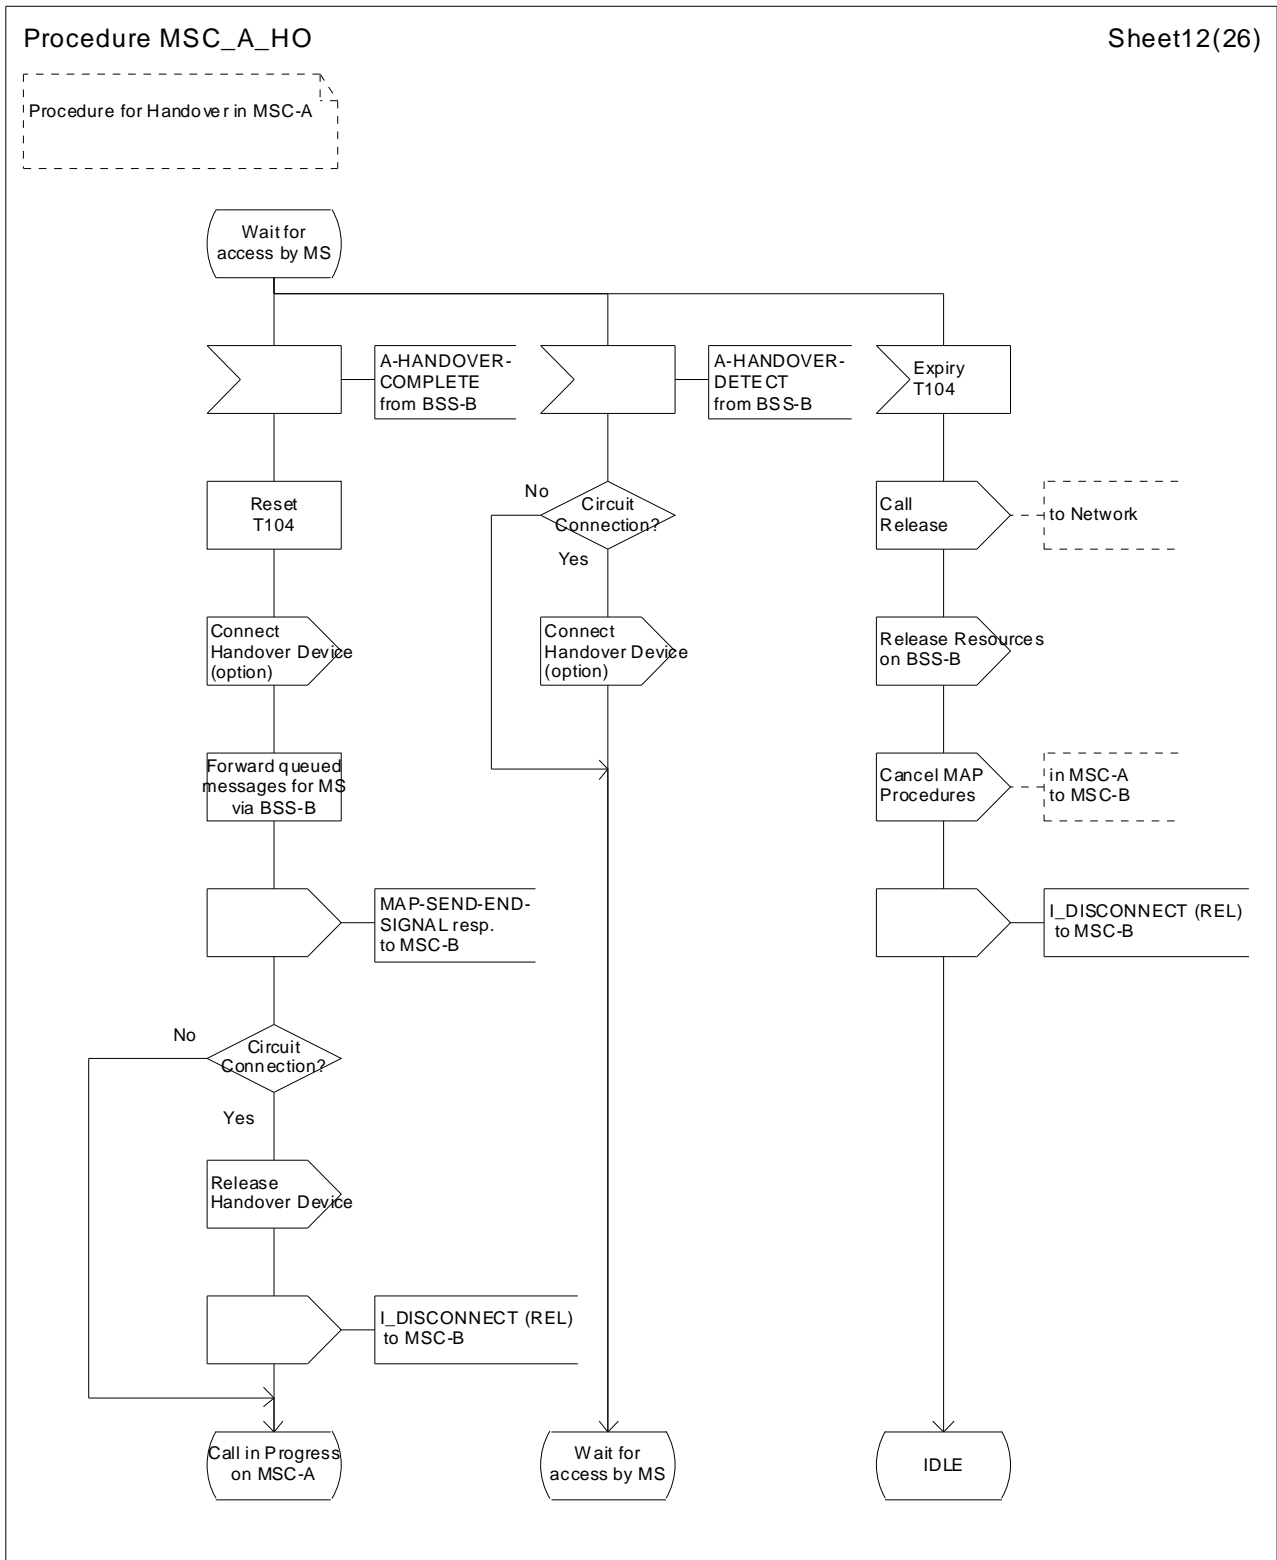 Procedure MSC_A_HO
Sheet12(26)
Procedure for Handover in MSC-A
Wait for
access by MS
A-HANDOVER-
COMPLETE
from BSS-B
A-HANDOVER-
DETECT
from BSS-B
Expiry
T104
Reset
T104
No
Circuit
Connection?
Yes
Call
Release
to Network
Connect
Handover Device
(option)
Connect
Handover Device
(option)
Release Resources
on BSS-B
Forward queued
messages for MS
via BSS-B
Cancel MAP
Procedures
in MSC-A
to MSC-B
MAP-SEND-END-
SIGNAL resp.
to MSC-B
I_DISCONNECT (REL)
to MSC-B
No
Circuit
Connection?
Yes
Release
Handover Device
I_DISCONNECT (REL)
to MSC-B
Call in Progress
on MSC-A
Wait for
access by MS
IDLE